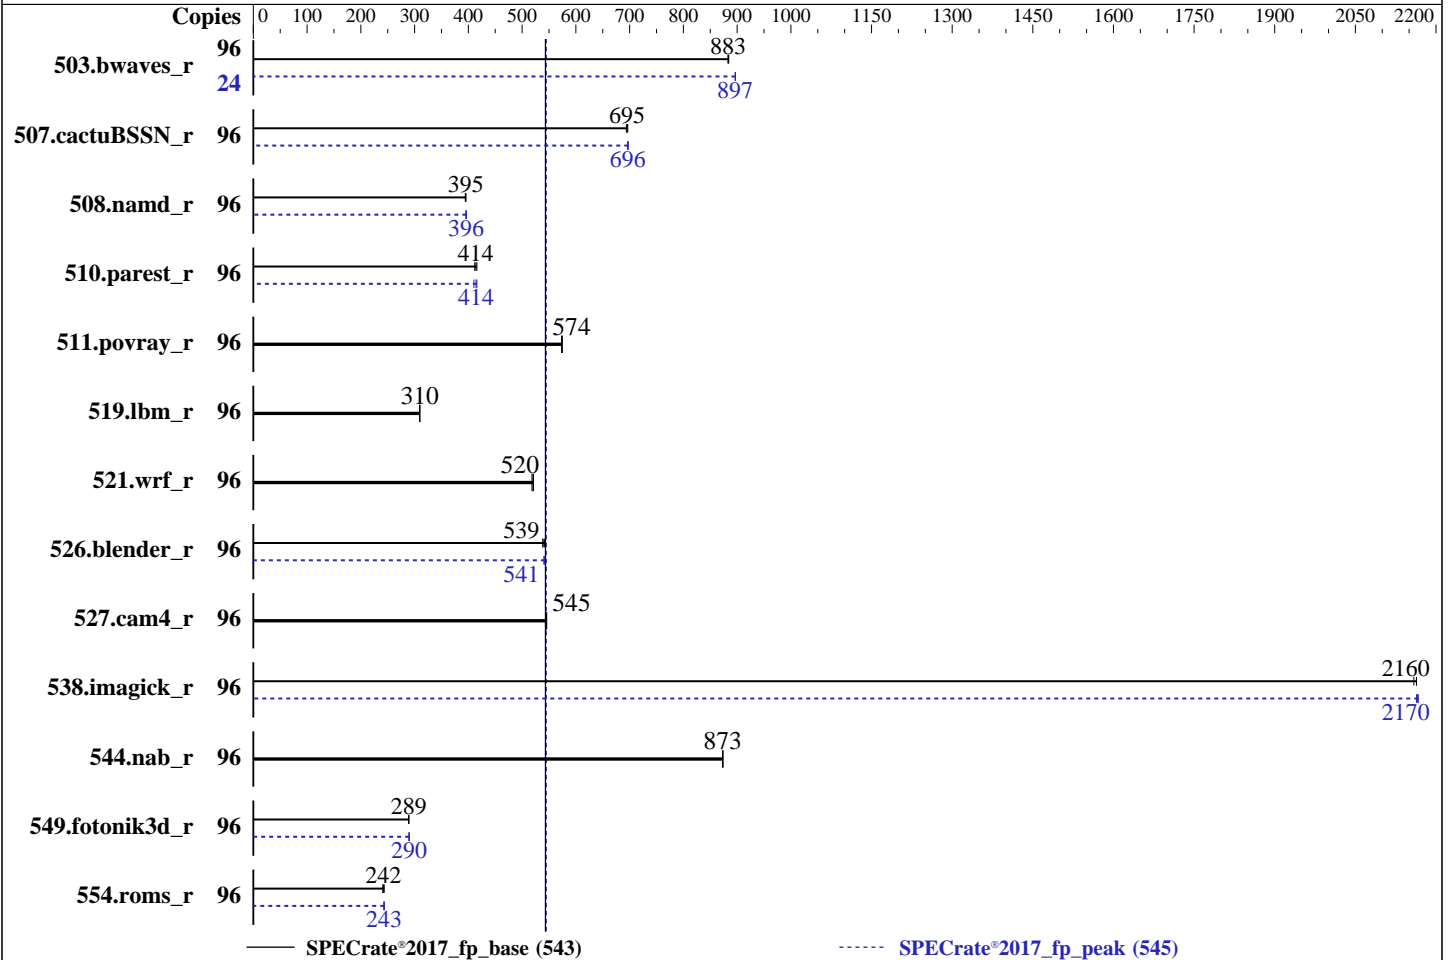 Copies 0 100 200 300 400 500 600 700 800 900 1000 1150 1300 1450 1600 1750 1900 2050 2200
503.bwaves_r 96 883
24 897
507.cactuBSSN_r 96 695
696
508.namd_r 96 395
396
510.parest_r 96 414
414
511.povray_r 96 574
519.lbm_r 96 310
521.wrf_r 96 520
526.blender_r 96 539
541
527.cam4_r 96 545
538.imagick_r 96 2160
2170
544.nab_r 96 873
549.fotonik3d_r 96 289
290
554.roms_r 96 242
243
SPECrate®2017_fp_base (543) SPECrate®2017_fp_peak (545)